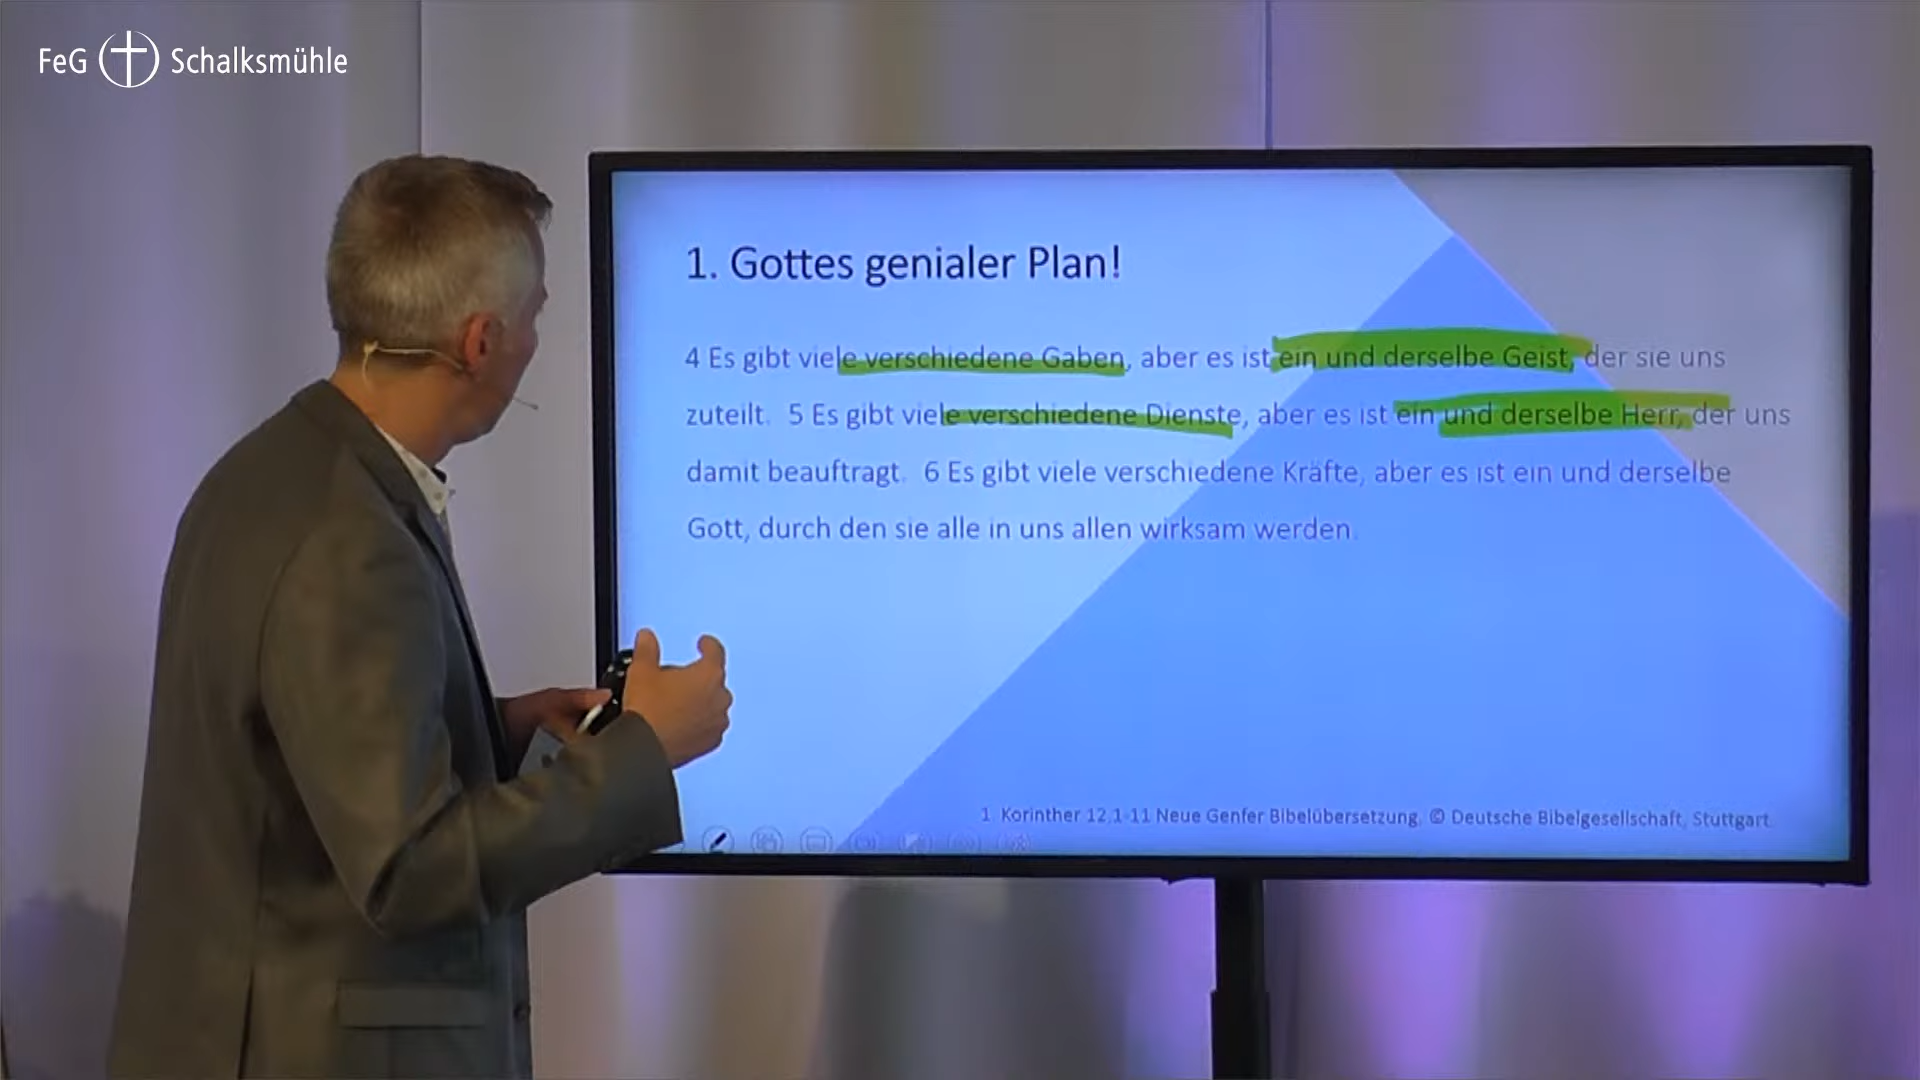 FeG Schalksmühle
1. Gottes genialer Plan!
4 Es gibt viele verschiedene Gaben, aber es ist ein und derselbe Geist, der sie uns
zuteilt. 5 Es gibt viele verschiedene Dienste, aber es ist ein und derselbe Herr, der uns
damit beauftragt. 6 Es gibt viele verschiedene Kräfte, aber es ist ein und derselbe
Gott, durch den sie alle in uns allen wirksam werden.
1. Korinther 12,1-11 Neue Genfer Bibelübersetzung, © Deutsche Bibelgesellschaft, Stuttgart.